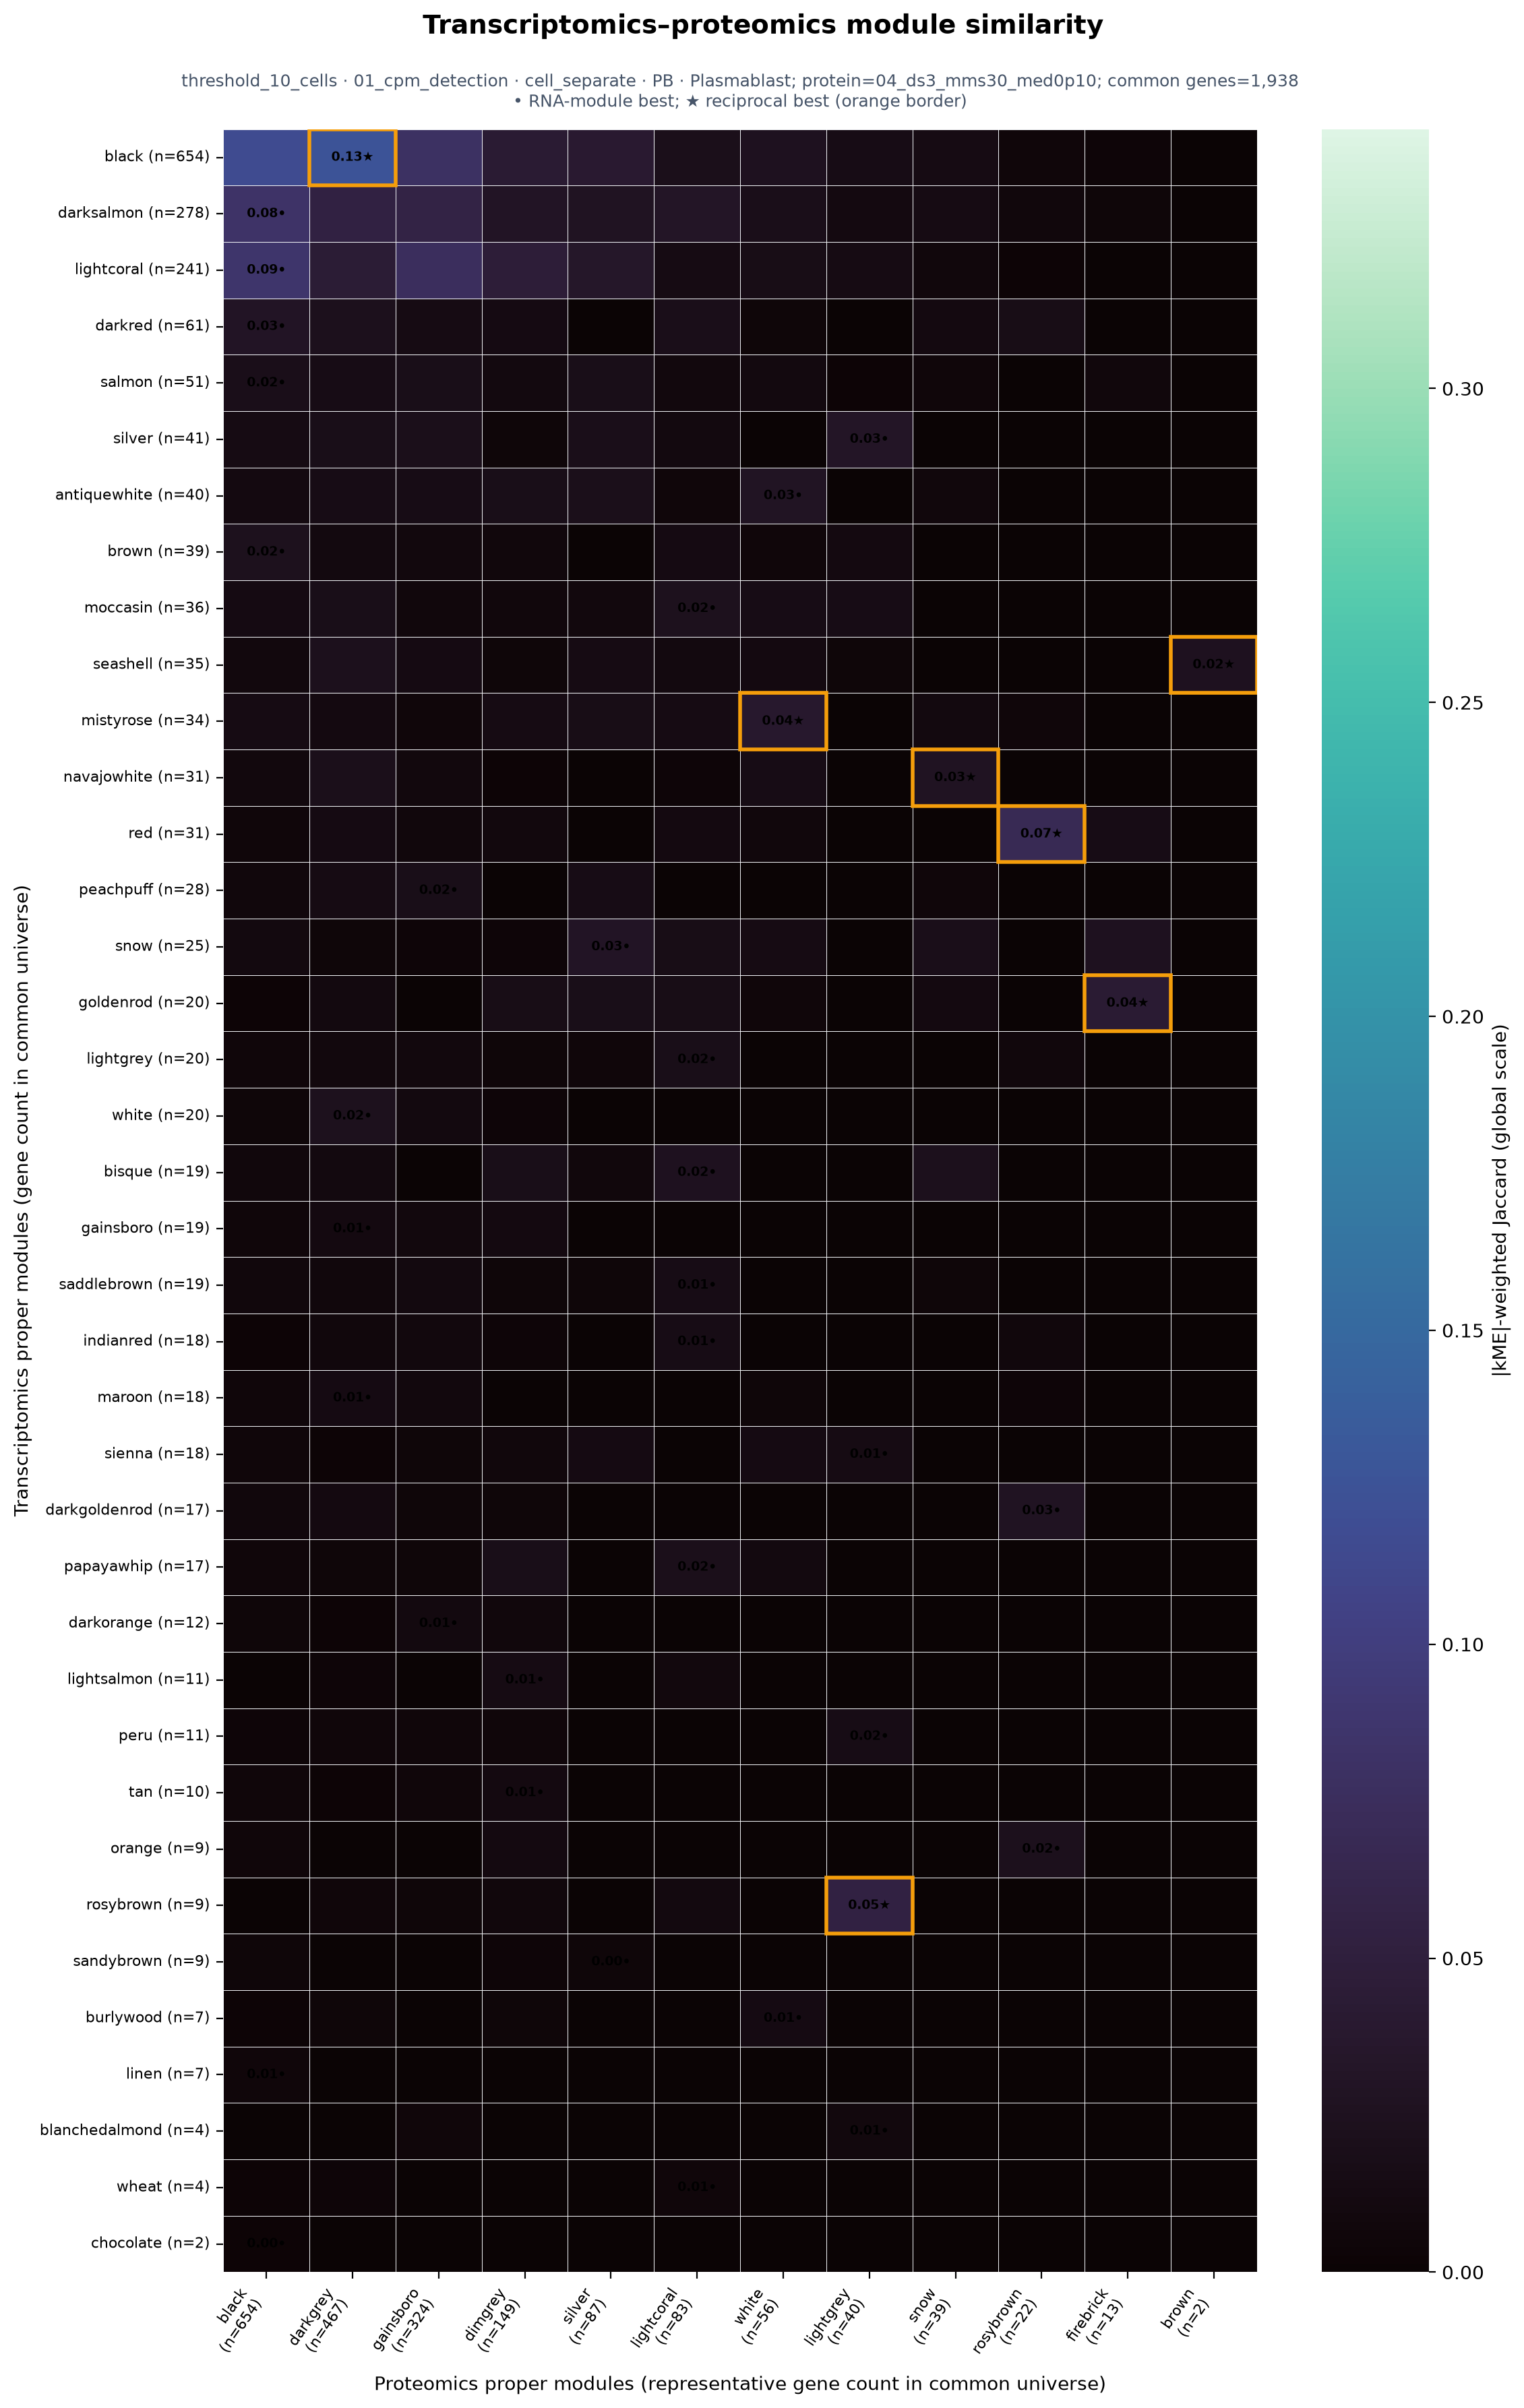 Transcriptomics–proteomics module similarity
threshold_10_cells · 01_cpm_detection · cell_separate · PB · Plasmablast; protein=04_ds3_mms30_med0p10; common genes=1,938
• RNA-module best; ★ reciprocal best (orange border)
Transcriptomics proper modules (gene count in common universe)
black (n=654) 0.13★
darksalmon (n=278) 0.08•
lightcoral (n=241) 0.09•
darkred (n=61) 0.03•
salmon (n=51) 0.02•
silver (n=41) 0.03•
antiquewhite (n=40) 0.03•
brown (n=39) 0.02•
moccasin (n=36) 0.02•
seashell (n=35) 0.02★
mistyrose (n=34) 0.04★
navajowhite (n=31) 0.03★
red (n=31) 0.07★
peachpuff (n=28) 0.02•
snow (n=25) 0.03•
goldenrod (n=20) 0.04★
lightgrey (n=20) 0.02•
white (n=20) 0.02•
bisque (n=19) 0.02•
gainsboro (n=19) 0.01•
saddlebrown (n=19) 0.01•
indianred (n=18) 0.01•
maroon (n=18) 0.01•
sienna (n=18) 0.01•
darkgoldenrod (n=17) 0.03•
papayawhip (n=17) 0.02•
darkorange (n=12) 0.01•
lightsalmon (n=11) 0.01•
peru (n=11) 0.02•
tan (n=10) 0.01•
orange (n=9) 0.02•
rosybrown (n=9) 0.05★
sandybrown (n=9) 0.00•
burlywood (n=7) 0.01•
linen (n=7) 0.01•
blanchedalmond (n=4) 0.01•
wheat (n=4) 0.01•
chocolate (n=2) 0.00•
black
(n=654)
darkgrey
(n=467)
gainsboro
(n=324)
dimgrey
(n=149)
silver
(n=87)
lightcoral
(n=83)
white
(n=56)
lightgrey
(n=40)
snow
(n=39)
rosybrown
(n=22)
firebrick
(n=13)
brown
(n=2)
Proteomics proper modules (representative gene count in common universe)
0.30
0.25
0.20
0.15
0.10
0.05
0.00
|kME|-weighted Jaccard (global scale)